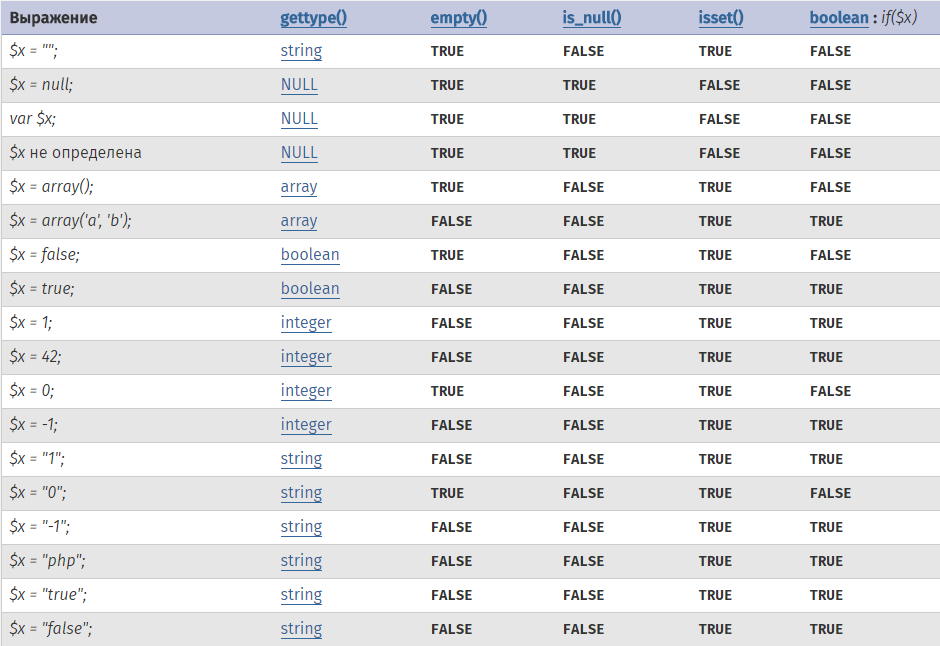 Выражение gettype() empty() is_null() isset() boolean : if($x)
$x = ""; string TRUE FALSE TRUE FALSE
$x = null; NULL TRUE TRUE FALSE FALSE
var $x; NULL TRUE TRUE FALSE FALSE
$x не определена NULL TRUE TRUE FALSE FALSE
$x = array(); array TRUE FALSE TRUE FALSE
$x = array('a', 'b'); array FALSE FALSE TRUE TRUE
$x = false; boolean TRUE FALSE TRUE FALSE
$x = true; boolean FALSE FALSE TRUE TRUE
$x = 1; integer FALSE FALSE TRUE TRUE
$x = 42; integer FALSE FALSE TRUE TRUE
$x = 0; integer TRUE FALSE TRUE FALSE
$x = -1; integer FALSE FALSE TRUE TRUE
$x = "1"; string FALSE FALSE TRUE TRUE
$x = "0"; string TRUE FALSE TRUE FALSE
$x = "-1"; string FALSE FALSE TRUE TRUE
$x = "php"; string FALSE FALSE TRUE TRUE
$x = "true"; string FALSE FALSE TRUE TRUE
$x = "false"; string FALSE FALSE TRUE TRUE